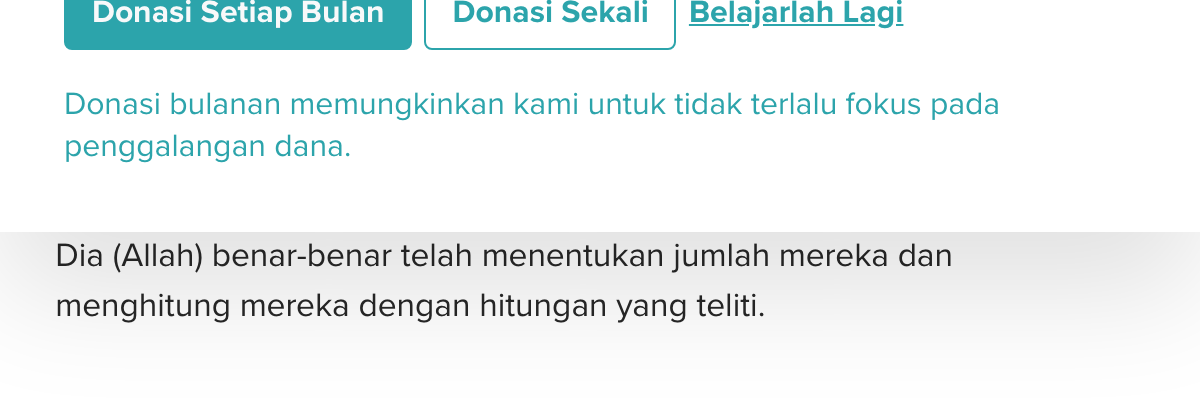 Donasi Setiap Bulan Donasi Sekali Belajarlah Lagi
Donasi bulanan memungkinkan kami untuk tidak terlalu fokus pada
penggalangan dana.
Dia (Allah) benar-benar telah menentukan jumlah mereka dan
menghitung mereka dengan hitungan yang teliti.